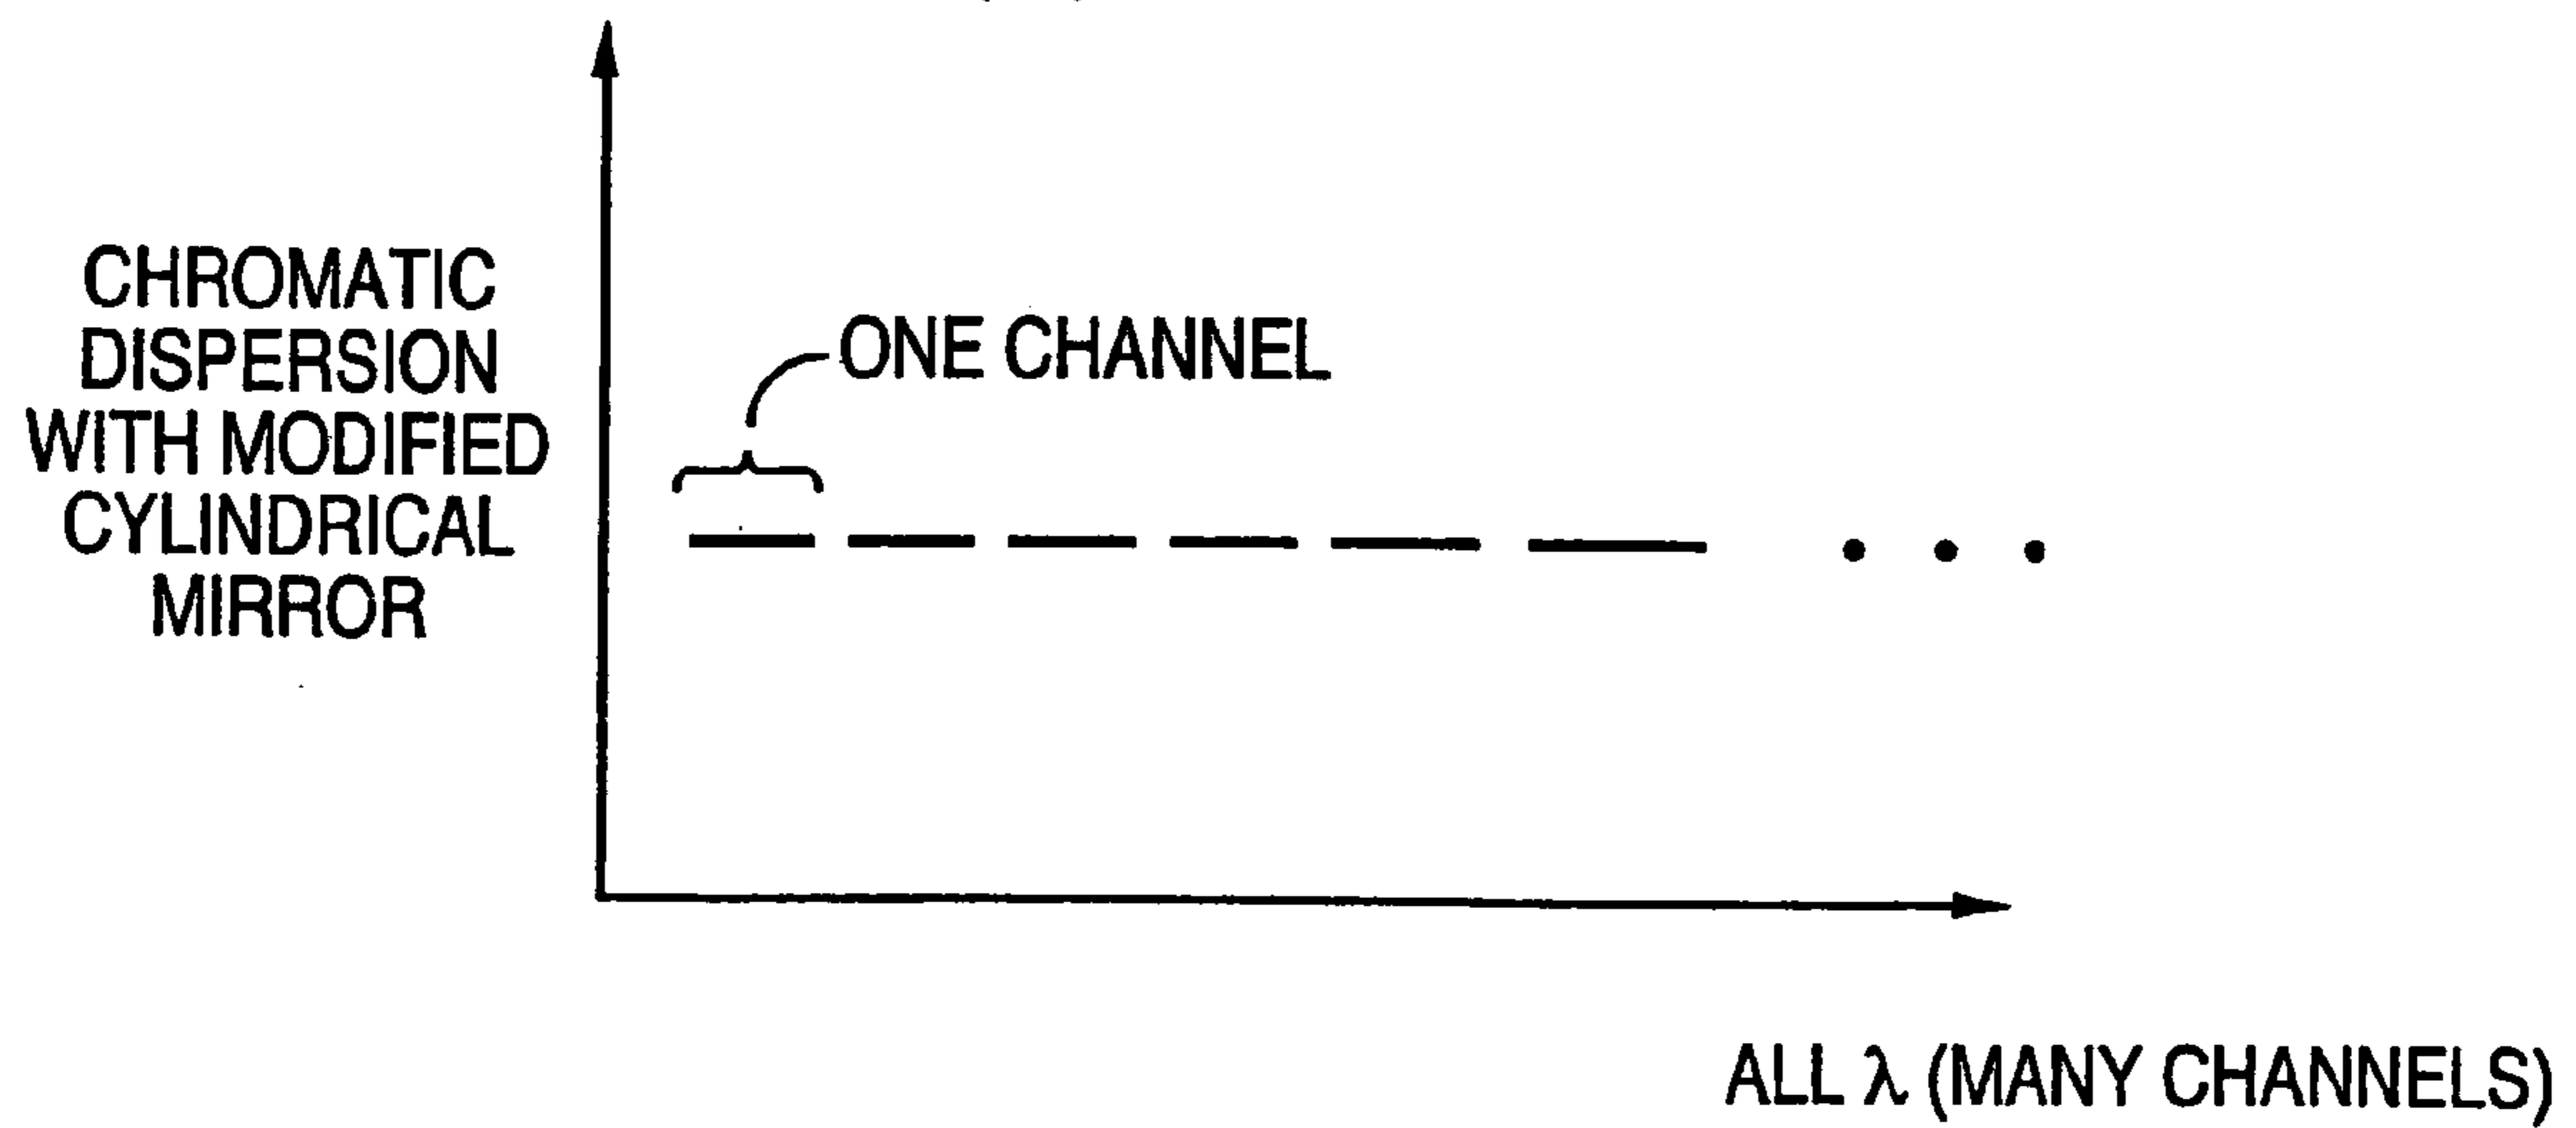 CHROMATIC
DISPERSION
WITH MODIFIED
CYLINDRICAL
MIRROR
ONE CHANNEL
ALL λ (MANY CHANNELS)